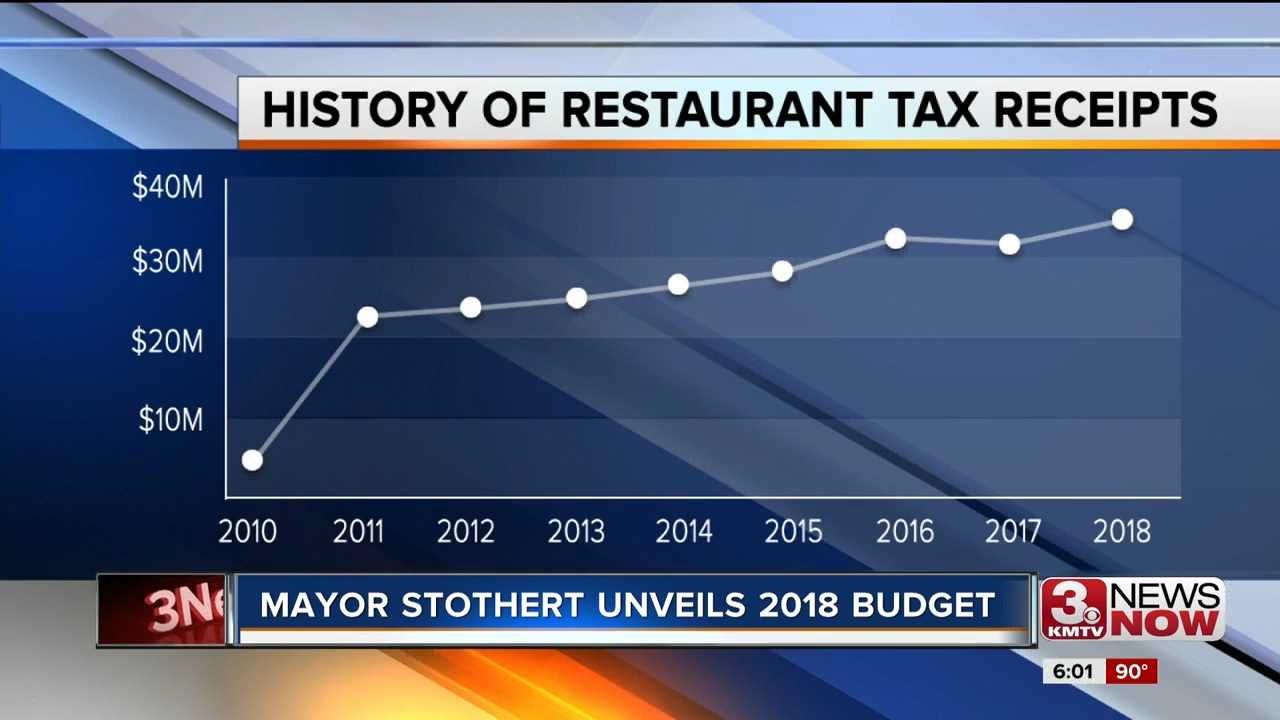 HISTORY OF RESTAURANT TAX RECEIPTS
$40M
$30M
$20M
$10M
2010 2011 2012 2013 2014 2015 2016 2017 2018
3Ne
MAYOR STOTHERT UNVEILS 2018 BUDGET
3 KMTV NEWS NOW
6:01 90°